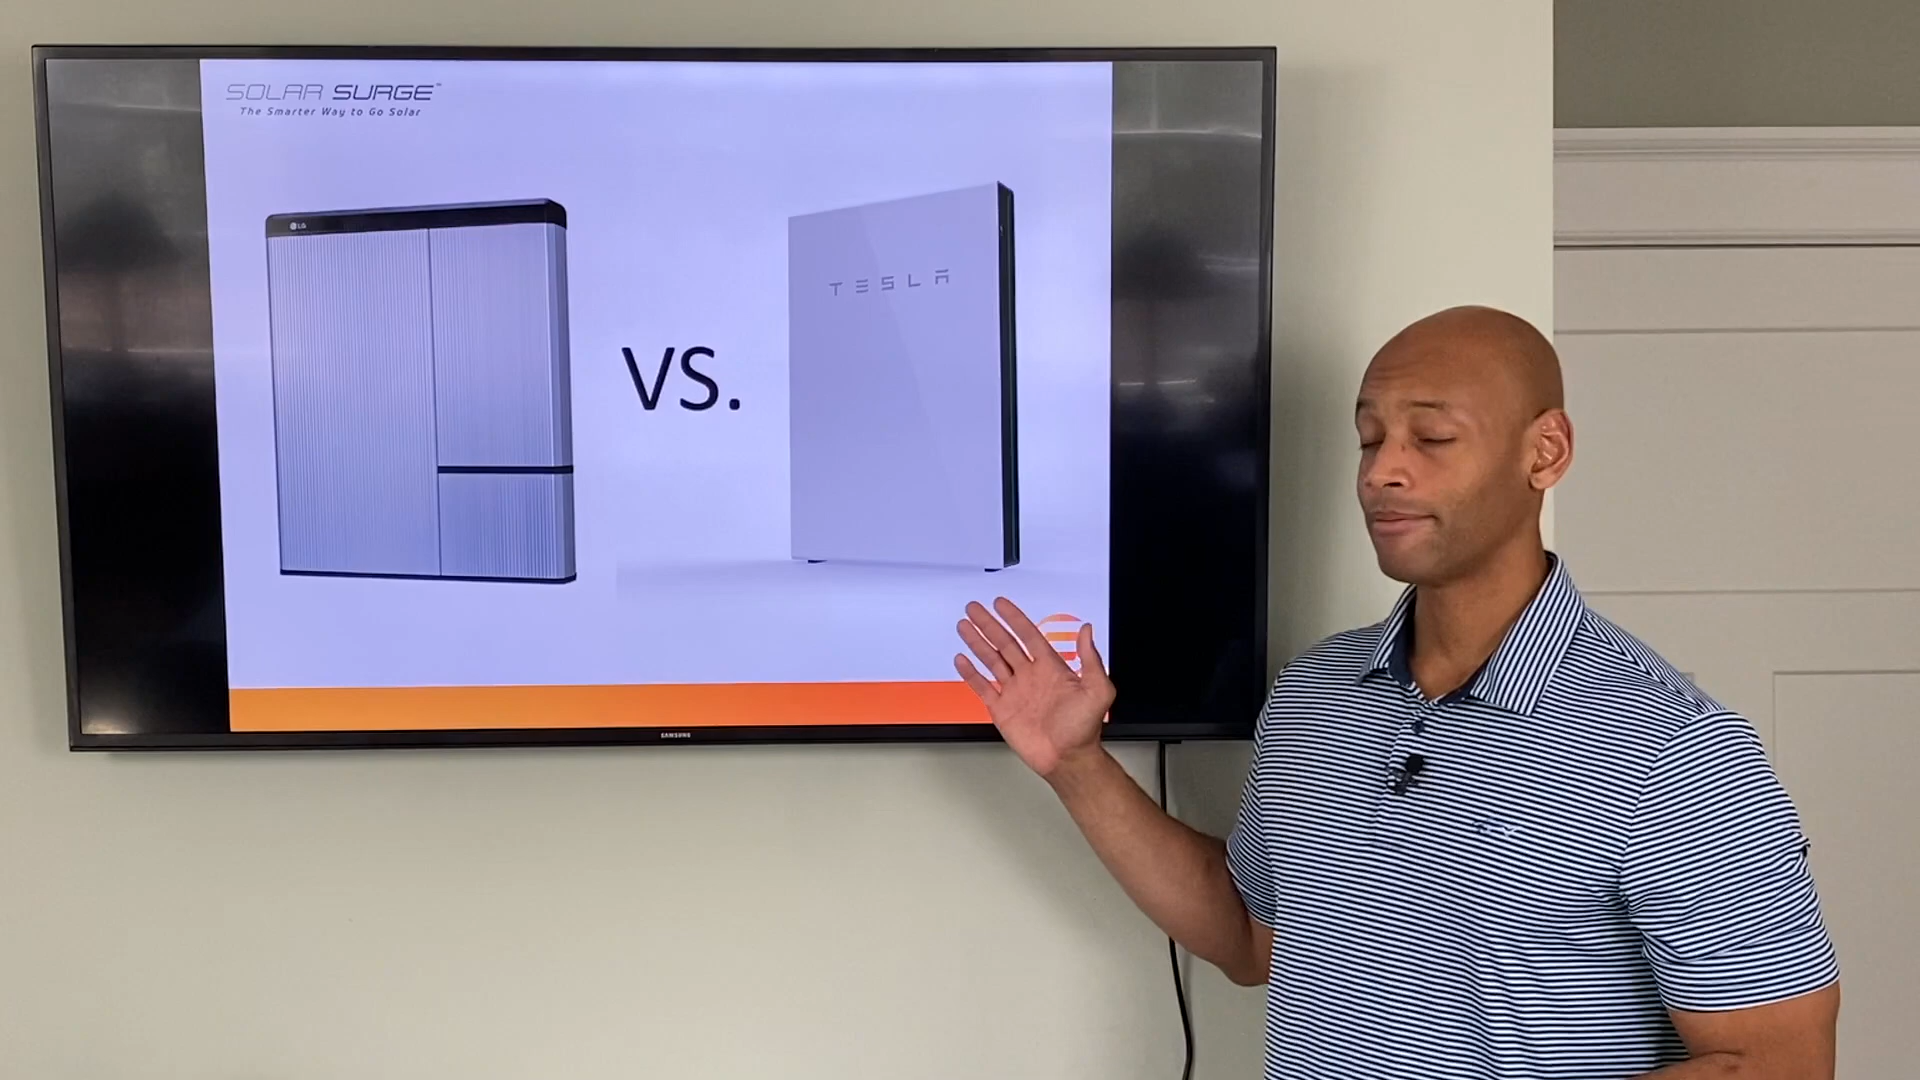 SOLAR SURGE™
The Smarter Way to Go Solar
LG
TESLA
VS.
SAMSUNG